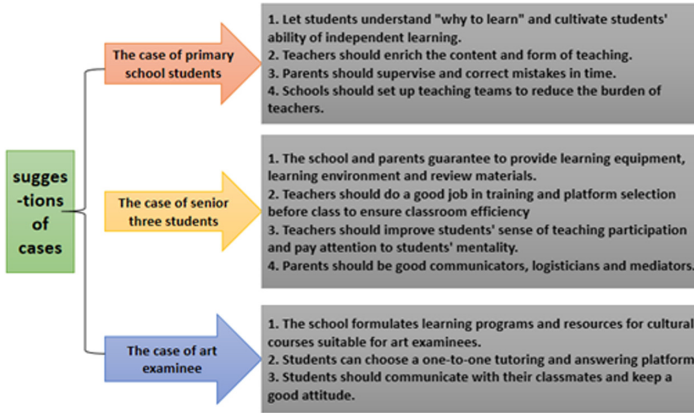 sugges
-tions
of
cases
The case of primary
school students
1. Let students understand "why to learn" and cultivate students'
ability of independent learning.
2. Teachers should enrich the content and form of teaching.
3. Parents should supervise and correct mistakes in time.
4. Schools should set up teaching teams to reduce the burden of
teachers.
The case of senior
three students
1. The school and parents guarantee to provide learning equipment,
learning environment and review materials.
2. Teachers should do a good job in training and platform selection
before class to ensure classroom efficiency
3. Teachers should improve students' sense of teaching participation
and pay attention to students' mentality.
4. Parents should be good communicators, logisticians and mediators.
The case of art
examinee
1. The school formulates learning programs and resources for cultural
courses suitable for art examinees.
2. Students can choose a one-to-one tutoring and answering platform
3. Students should communicate with their classmates and keep a
good attitude.